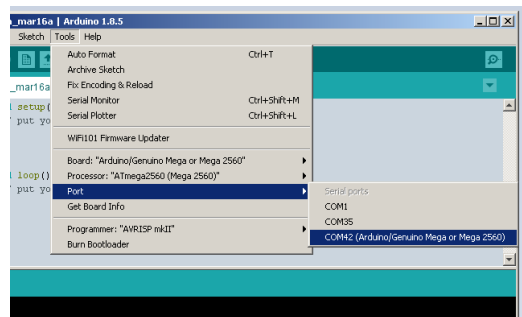 _mar16a | Arduino 1.8.5
Sketch Tools Help
_mar16a
Auto Format Ctrl+T
Archive Sketch
Fix Encoding & Reload
Serial Monitor Ctrl+Shift+M
Serial Plotter Ctrl+Shift+L
WiFi101 Firmware Updater
Board: "Arduino/Genuino Mega or Mega 2560"
Processor: "ATmega2560 (Mega 2560)"
Port
Get Board Info
Programmer: "AVRISP mkII"
Burn Bootloader
setup(
put yo
loop()
put yo
Serial ports
COM1
COM35
COM42 (Arduino/Genuino Mega or Mega 2560)